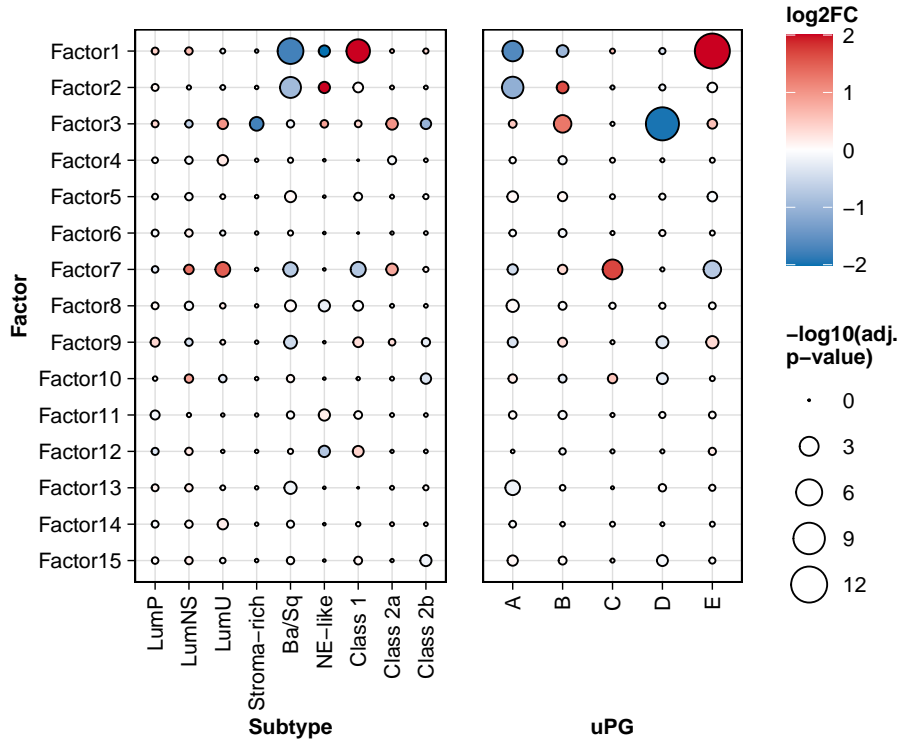 Factor
Factor1
Factor2
Factor3
Factor4
Factor5
Factor6
Factor7
Factor8
Factor9
Factor10
Factor11
Factor12
Factor13
Factor14
Factor15
LumP
LumNS
LumU
Stroma−rich
Ba/Sq
NE−like
Class 1
Class 2a
Class 2b
Subtype
A
B
C
D
E
uPG
log2FC
2
1
0
−1
−2
−log10(adj.
p−value)
0
3
6
9
12